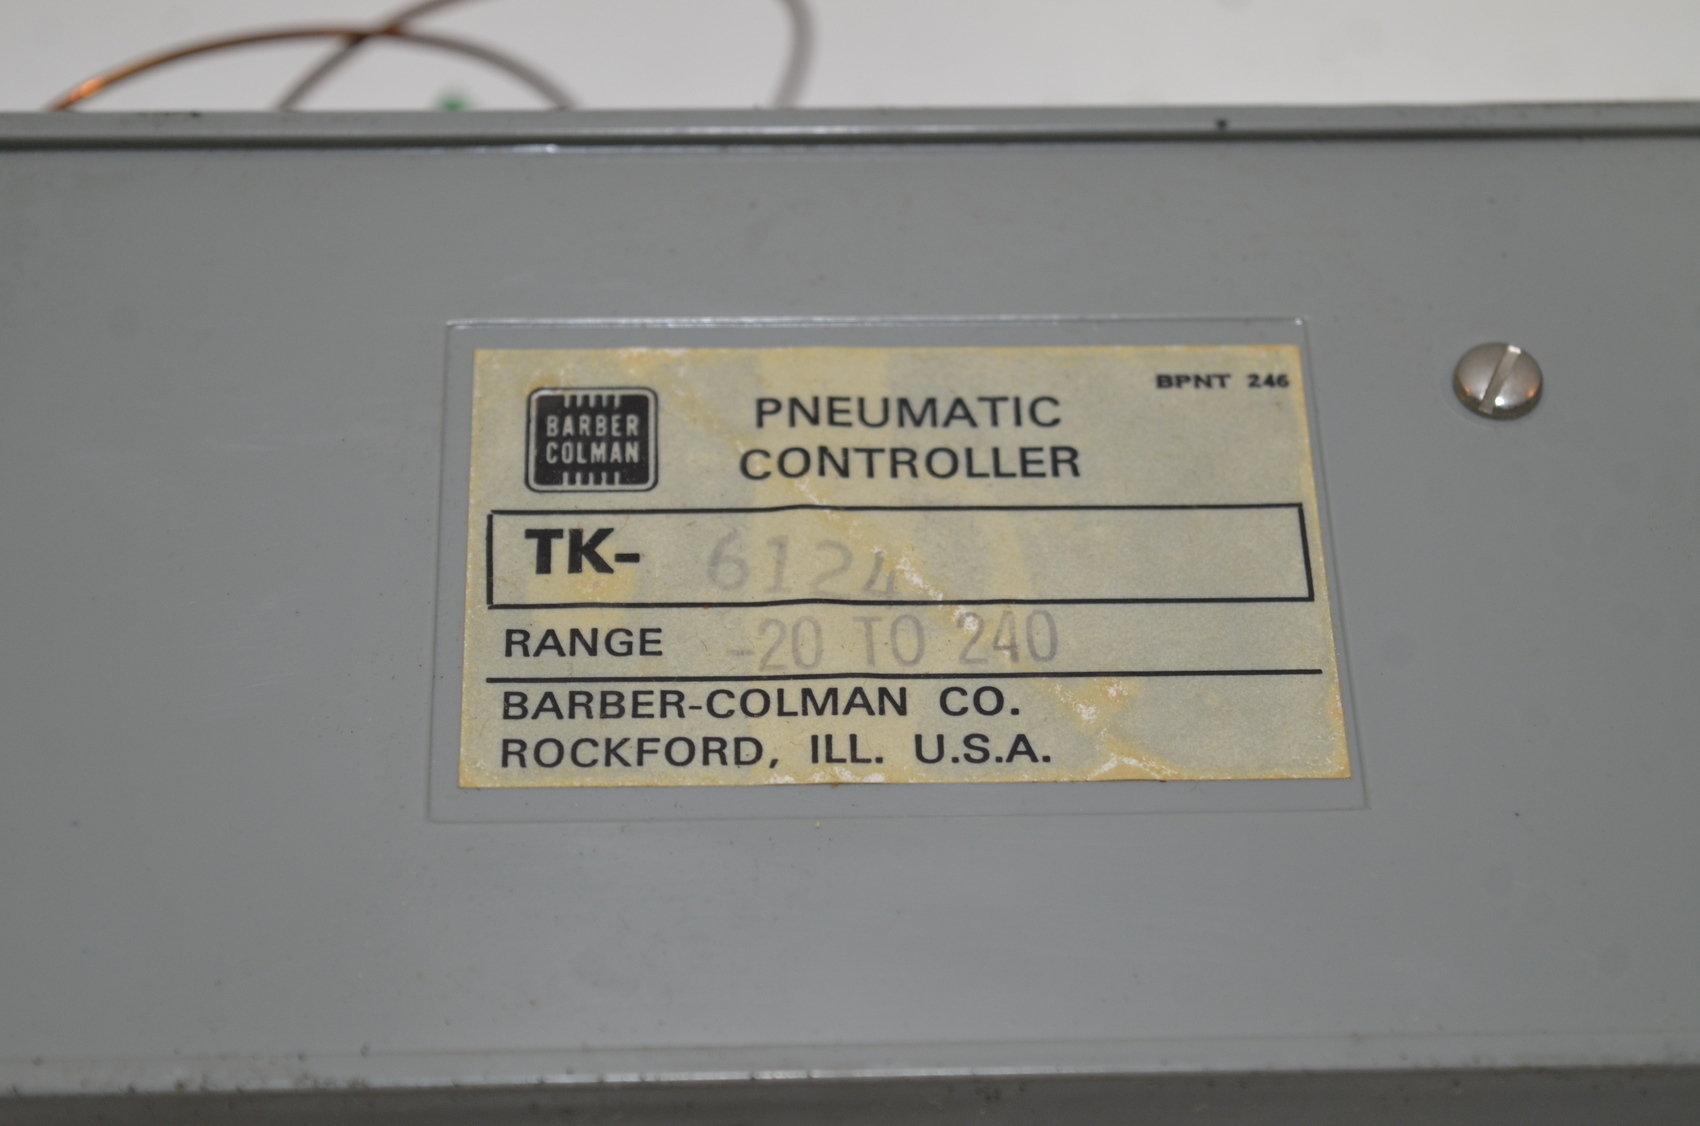 BPNT 246
BARBER
COLMAN
PNEUMATIC
CONTROLLER
TK- 6124
RANGE -20 TO 240
BARBER-COLMAN CO.
ROCKFORD, ILL. U.S.A.